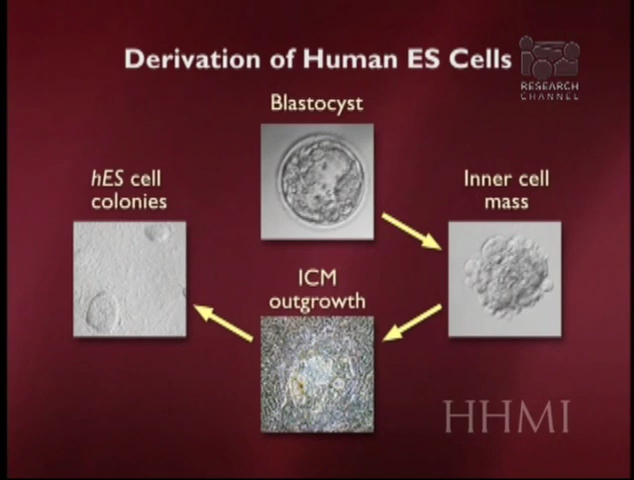 Derivation of Human ES Cells
RESEARCH
CHANNEL
Blastocyst
hES cell
colonies
Inner cell
mass
ICM
outgrowth
HHMI